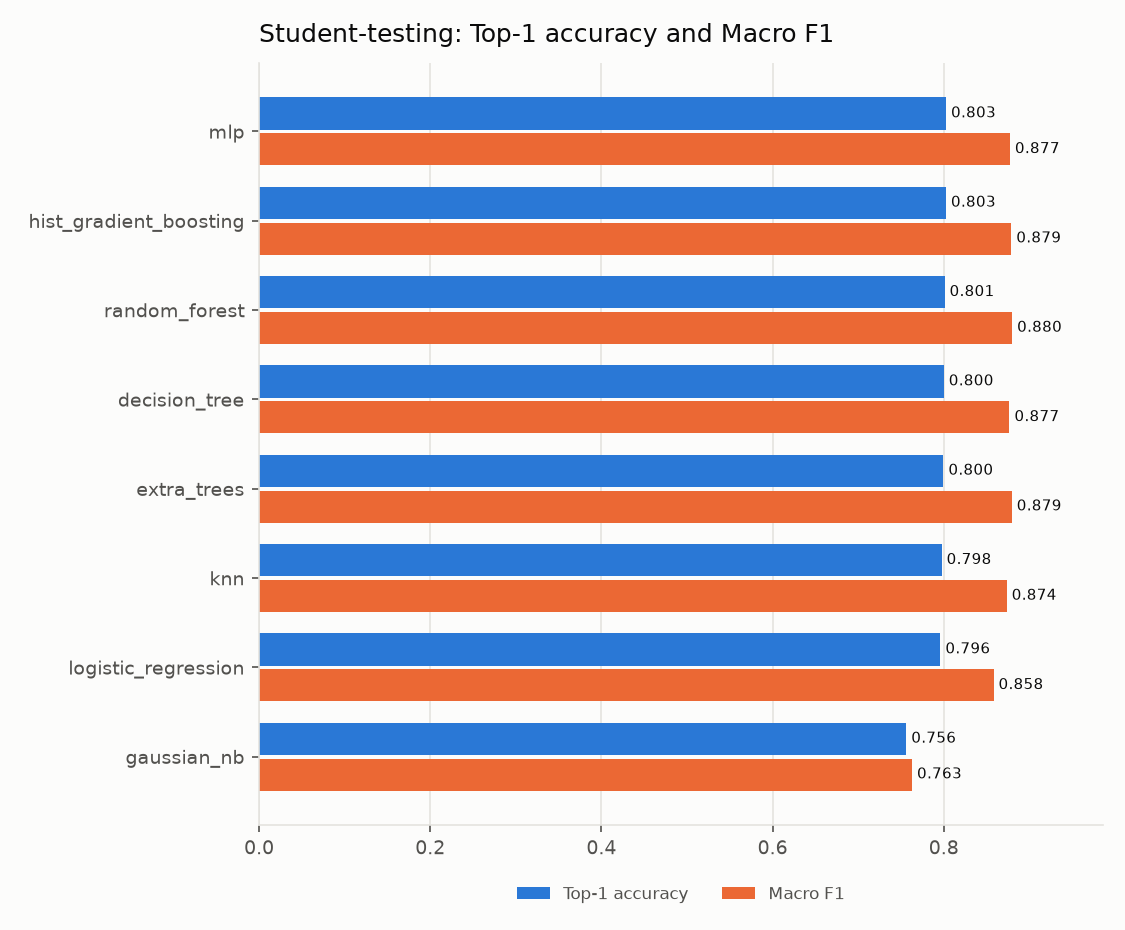 Student-testing: Top-1 accuracy and Macro F1
mlp
0.803
0.877
hist_gradient_boosting
0.803
0.879
random_forest
0.801
0.880
decision_tree
0.800
0.877
extra_trees
0.800
0.879
knn
0.798
0.874
logistic_regression
0.796
0.858
gaussian_nb
0.756
0.763
0.0 0.2 0.4 0.6 0.8
Top-1 accuracy Macro F1